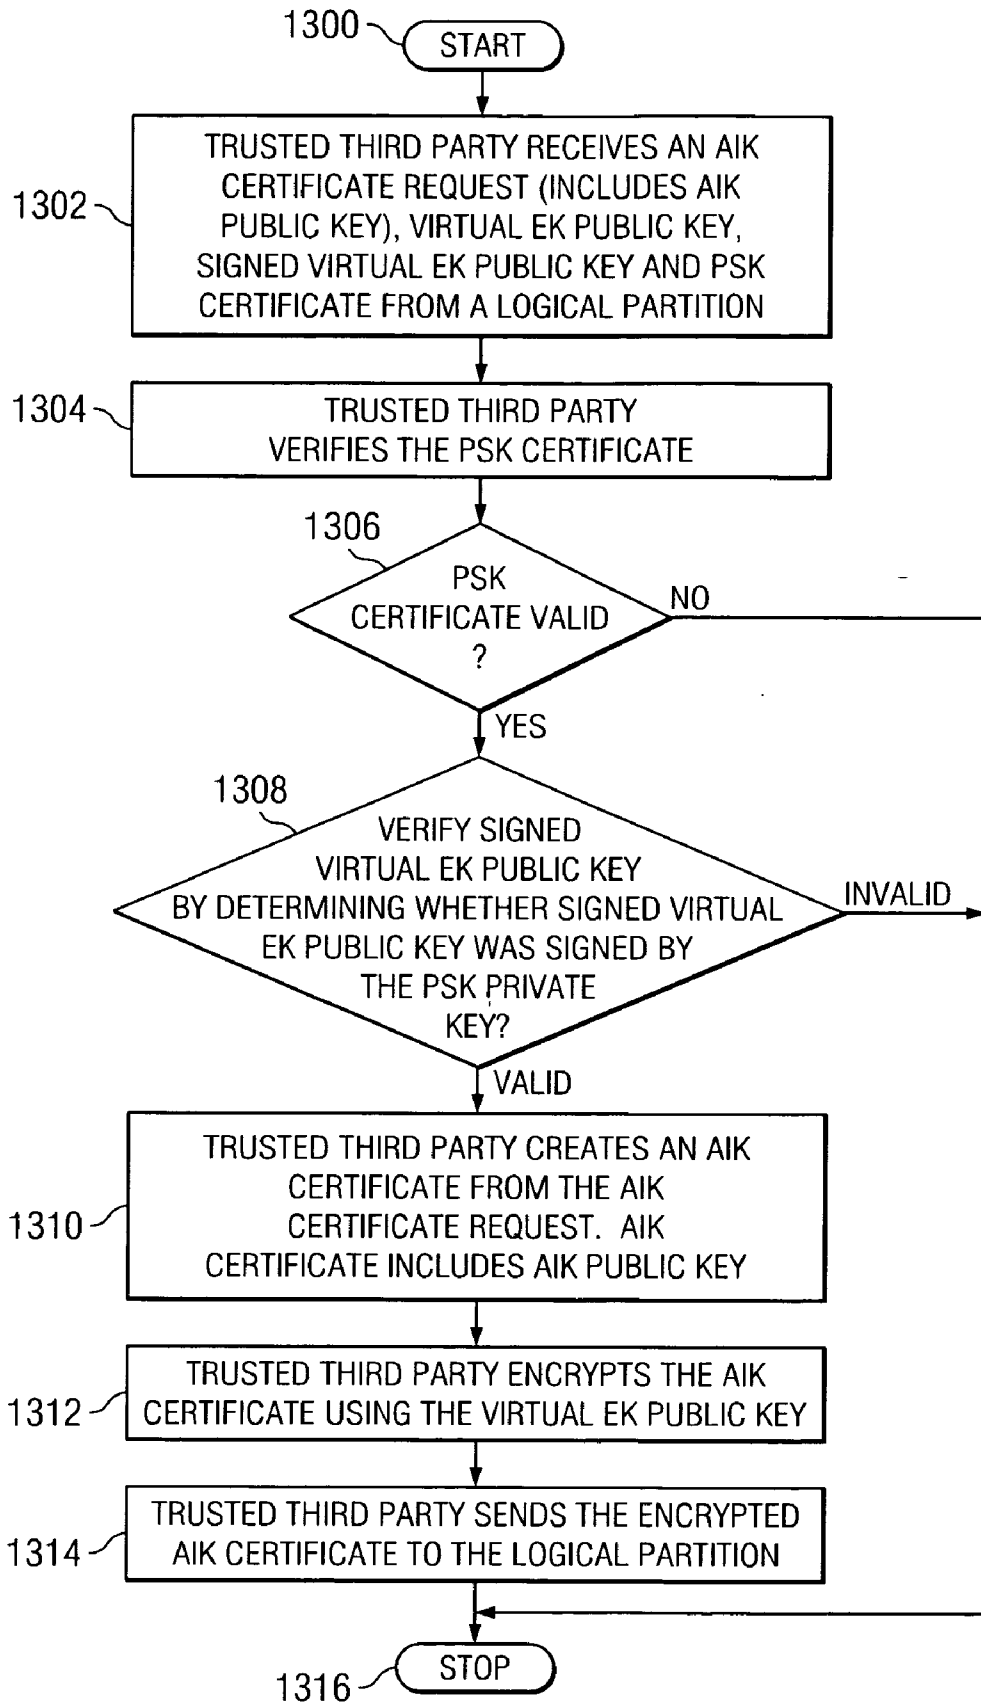 1300
START
1302
TRUSTED THIRD PARTY RECEIVES AN AIK
CERTIFICATE REQUEST (INCLUDES AIK
PUBLIC KEY), VIRTUAL EK PUBLIC KEY,
SIGNED VIRTUAL EK PUBLIC KEY AND PSK
CERTIFICATE FROM A LOGICAL PARTITION
1304
TRUSTED THIRD PARTY
VERIFIES THE PSK CERTIFICATE
1306
PSK
CERTIFICATE VALID
?
NO
YES
1308
VERIFY SIGNED
VIRTUAL EK PUBLIC KEY
BY DETERMINING WHETHER SIGNED VIRTUAL
EK PUBLIC KEY WAS SIGNED BY
THE PSK PRIVATE
KEY?
INVALID
VALID
1310
TRUSTED THIRD PARTY CREATES AN AIK
CERTIFICATE FROM THE AIK
CERTIFICATE REQUEST. AIK
CERTIFICATE INCLUDES AIK PUBLIC KEY
1312
TRUSTED THIRD PARTY ENCRYPTS THE AIK
CERTIFICATE USING THE VIRTUAL EK PUBLIC KEY
1314
TRUSTED THIRD PARTY SENDS THE ENCRYPTED
AIK CERTIFICATE TO THE LOGICAL PARTITION
1316
STOP